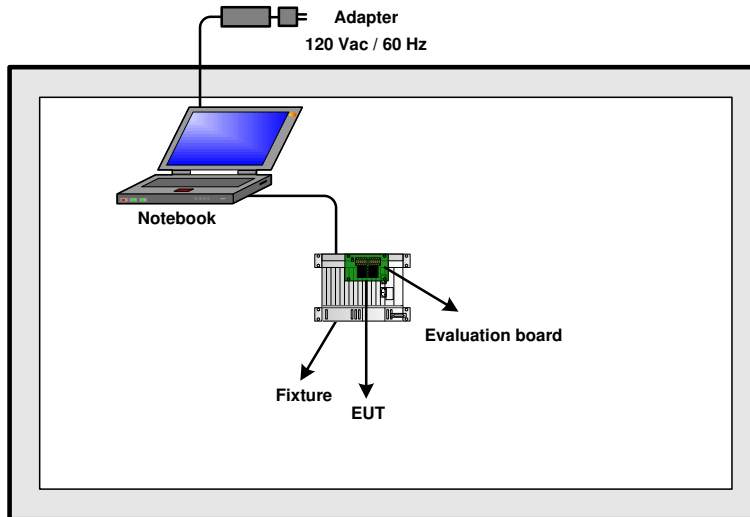 Adapter
120 Vac / 60 Hz
Notebook
Evaluation board
Fixture
EUT